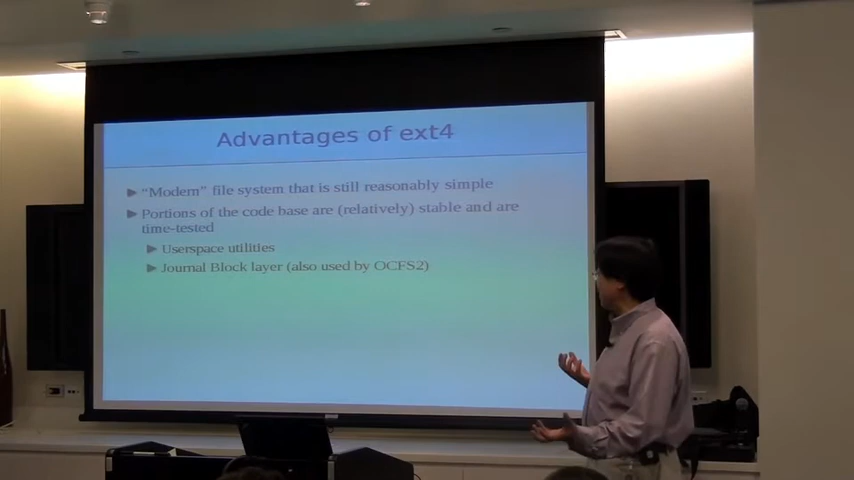 Advantages of ext4
"Modern" file system that is still reasonably simple
Portions of the code base are (relatively) stable and are
time-tested
Userspace utilities
Journal Block layer (also used by OCFS2)